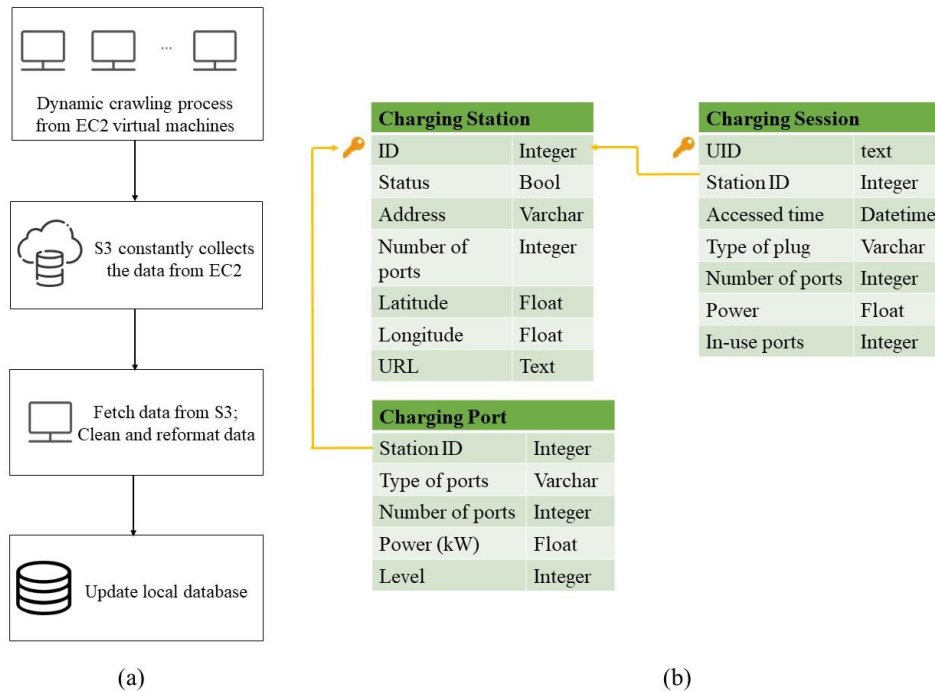 ...
Dynamic crawling process
from EC2 virtual machines
S3 constantly collects
the data from EC2
Fetch data from S3;
Clean and reformat data
Update local database
(a)
Charging Station
ID Integer
Status Bool
Address Varchar
Number of Integer
ports
Latitude Float
Longitude Float
URL Text
Charging Session
UID text
Station ID Integer
Accessed time Datetime
Type of plug Varchar
Number of ports Integer
Power Float
In-use ports Integer
Charging Port
Station ID Integer
Type of ports Varchar
Number of ports Integer
Power (kW) Float
Level Integer
(b)